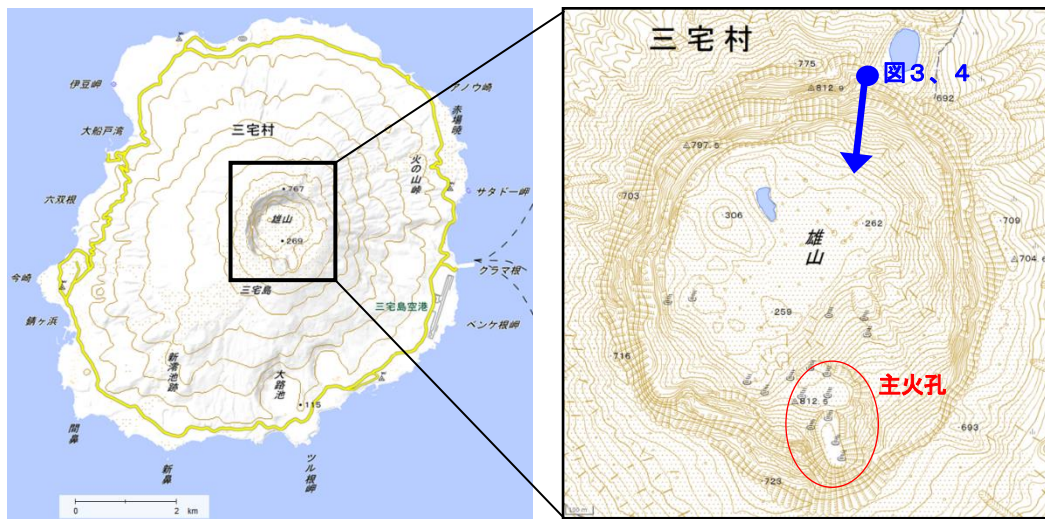 伊豆岬
大船戸湾
六双根
今崎
錆ヶ浜
間鼻
新鼻
新澪池跡
大路池
・115
ツル根岬
三宅村
・767
雄山
・269
三宅島
三宅島空港
ベンケ根岬
クラマ根
サタドー岬
火の山峠
赤場暁
アノウ崎
0 2 km
三宅村
・775
△812.9
図3、4
692
△797.5
・703
・306
・262
雄山
・709
△704.6
・259
・716
主火孔
△812.6
・693
・723
100 m